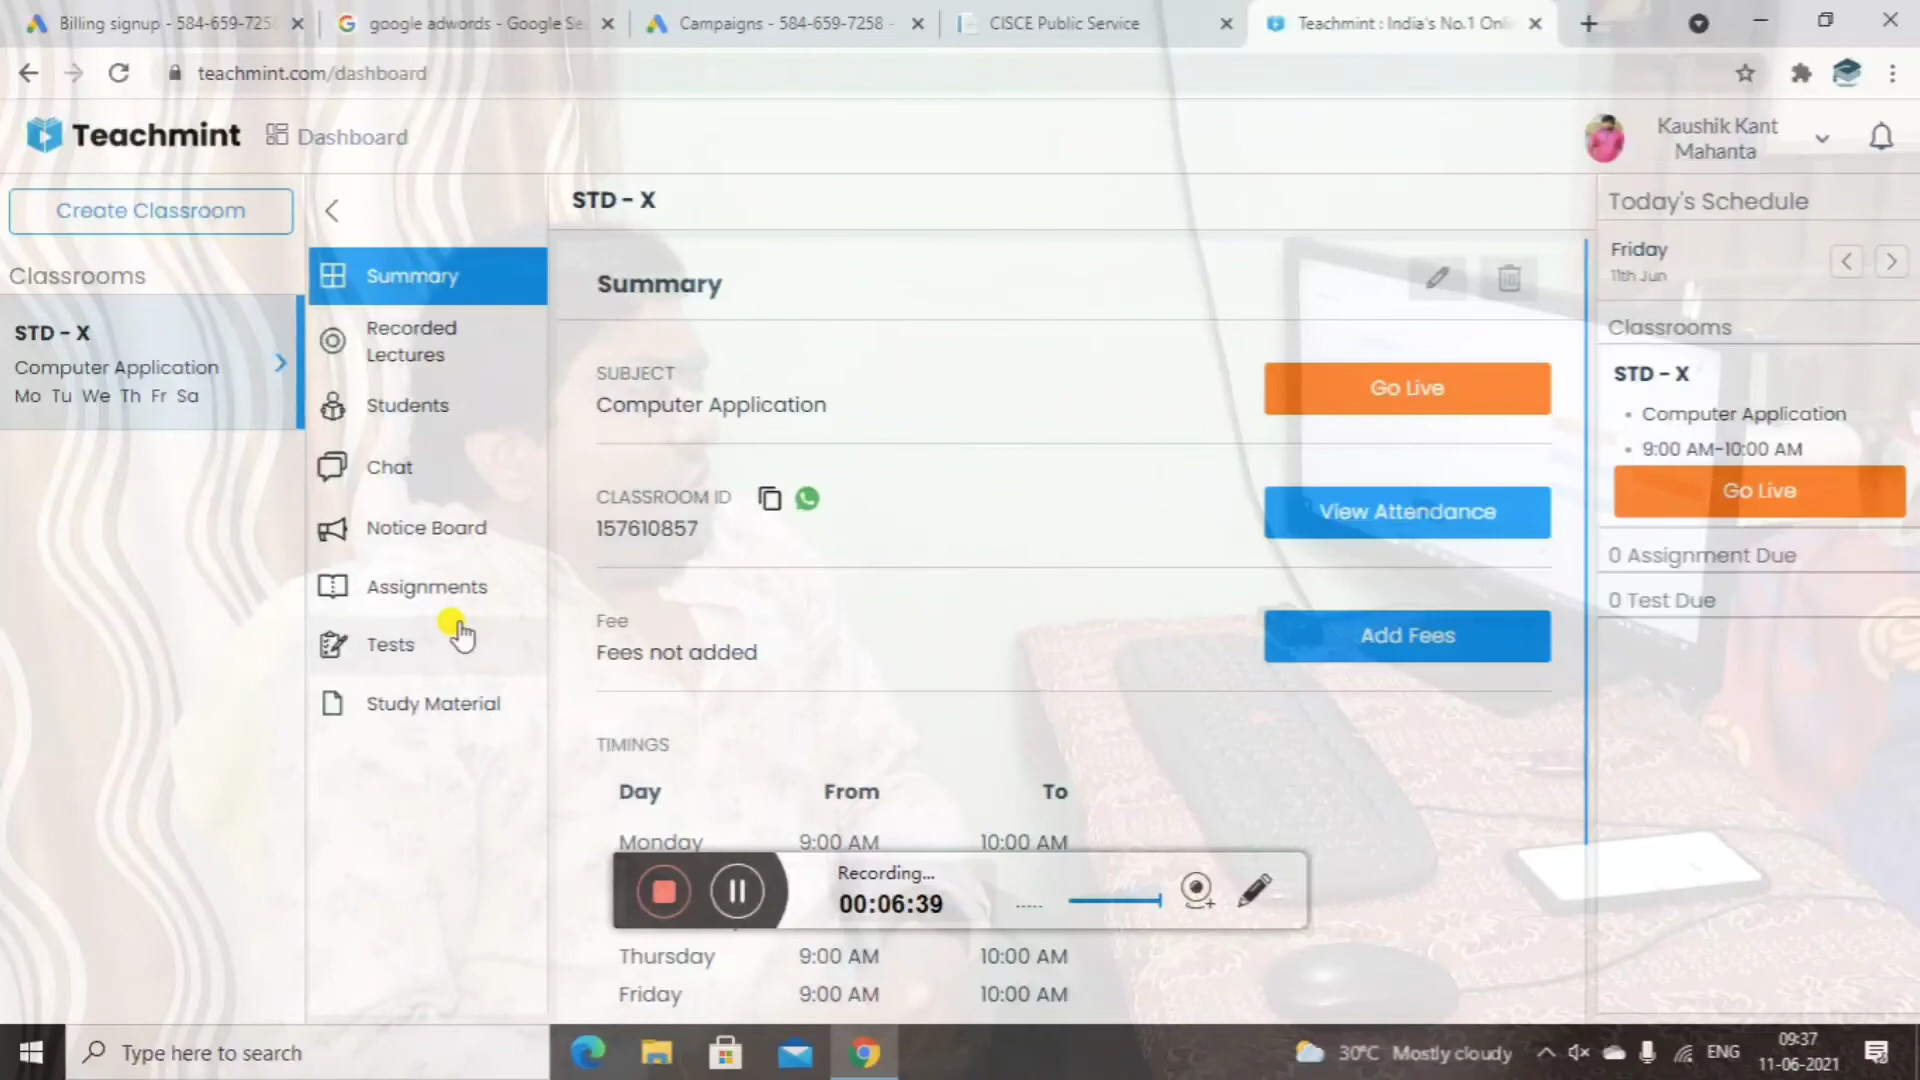 Billing signup - 584-659-725
google adwords - Google Se
Campaigns - 584-659-7258 -
CISCE Public Service
Teachmint : India's No.1 Onli
teachmint.com/dashboard
Teachmint
Dashboard
Kaushik Kant
Mahanta
Create Classroom
Classrooms
STD - X
Computer Application
Mo Tu We Th Fr Sa
Summary
Recorded
Lectures
Students
Chat
Notice Board
Assignments
Tests
Study Material
STD - X
Summary
SUBJECT
Computer Application
Go Live
CLASSROOM ID
157610857
View Attendance
Fee
Fees not added
Add Fees
TIMINGS
Day From To
Monday 9:00 AM 10:00 AM
Recording...
00:06:39
Thursday 9:00 AM 10:00 AM
Friday 9:00 AM 10:00 AM
Today's Schedule
Friday
11th Jun
Classrooms
STD - X
• Computer Application
• 9:00 AM-10:00 AM
Go Live
0 Assignment Due
0 Test Due
Type here to search
30°C Mostly cloudy
ENG
09:37
11-06-2021